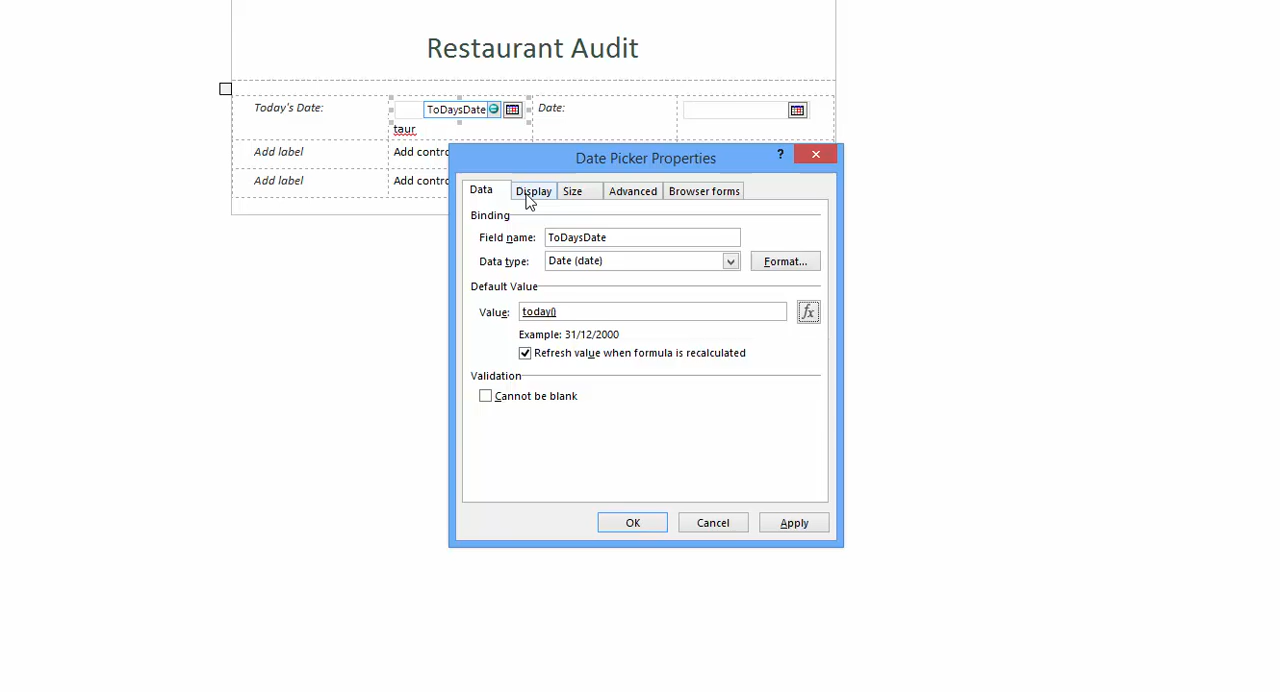 Restaurant Audit
Today's Date:
ToDaysDate
Date:
taur
Add label
Add contro
Add label
Add contro
Date Picker Properties
?
Data
Display
Size
Advanced
Browser forms
Binding
Field name: ToDaysDate
Data type: Date (date)
Format...
Default Value
Value: today()
fx
Example: 31/12/2000
Refresh value when formula is recalculated
Validation
Cannot be blank
OK
Cancel
Apply